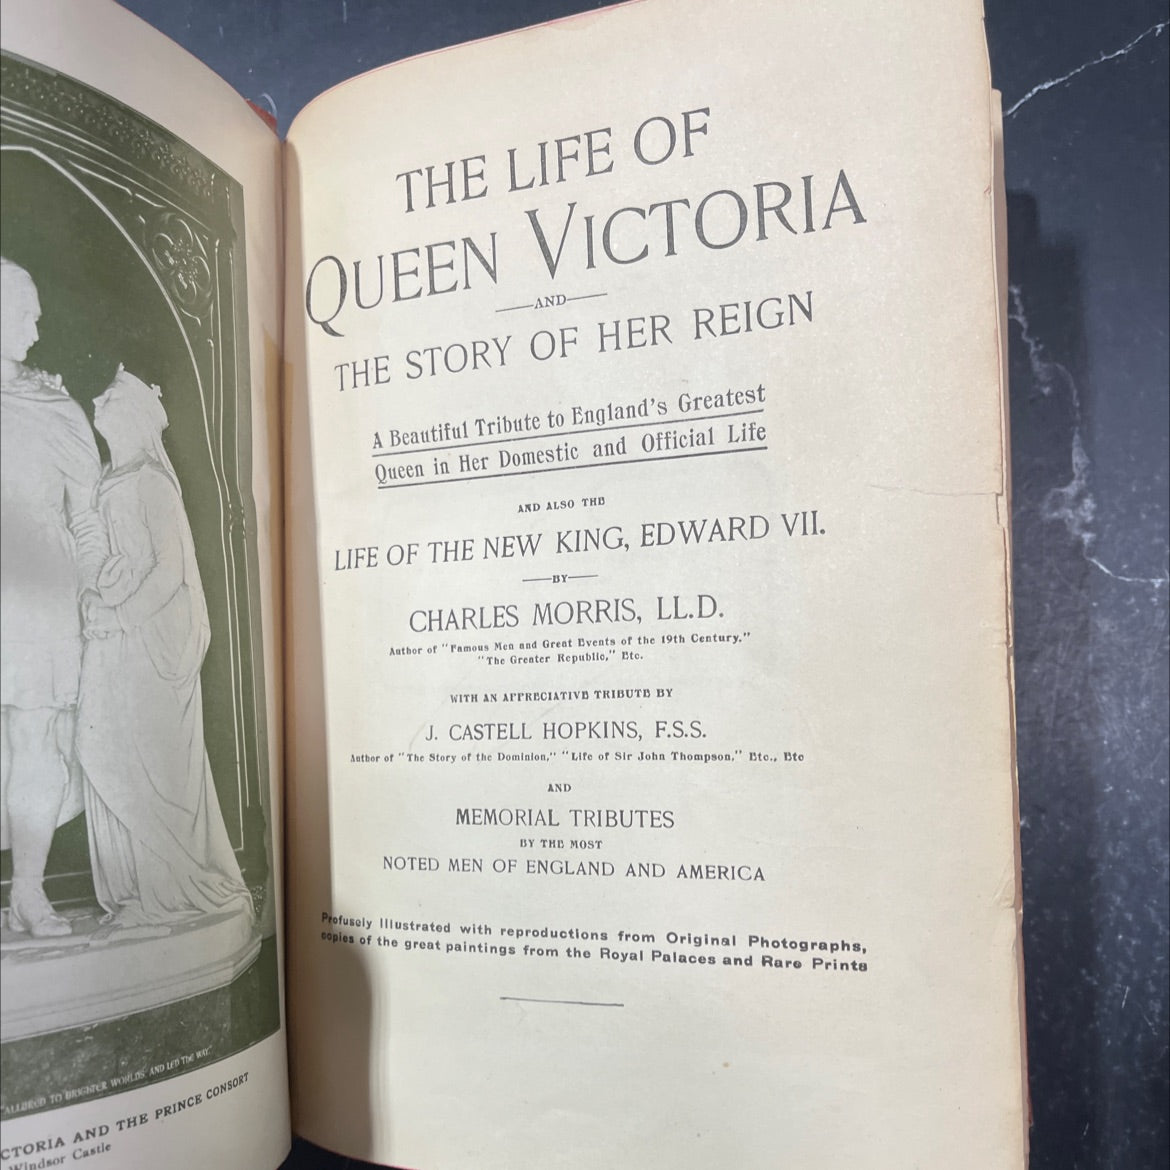 ALLURED TO BRIGHTER WORLDS AND LED THE WAY."
CTORIA AND THE PRINCE CONSORT
Windsor Castle
THE LIFE OF
QUEEN VICTORIA
—AND—
THE STORY OF HER REIGN
A Beautiful Tribute to England's Greatest
Queen in Her Domestic and Official Life
AND ALSO THE
LIFE OF THE NEW KING, EDWARD VII.
—BY—
CHARLES MORRIS, LL.D.
Author of "Famous Men and Great Events of the 19th Century."
"The Greater Republic," Etc.
WITH AN APPRECIATIVE TRIBUTE BY
J. CASTELL HOPKINS, F.S.S.
Author of "The Story of the Dominion," "Life of Sir John Thompson," Etc., Etc
AND
MEMORIAL TRIBUTES
BY THE MOST
NOTED MEN OF ENGLAND AND AMERICA
Profusely Illustrated with reproductions from Original Photographs,
copies of the great paintings from the Royal Palaces and Rare Prints